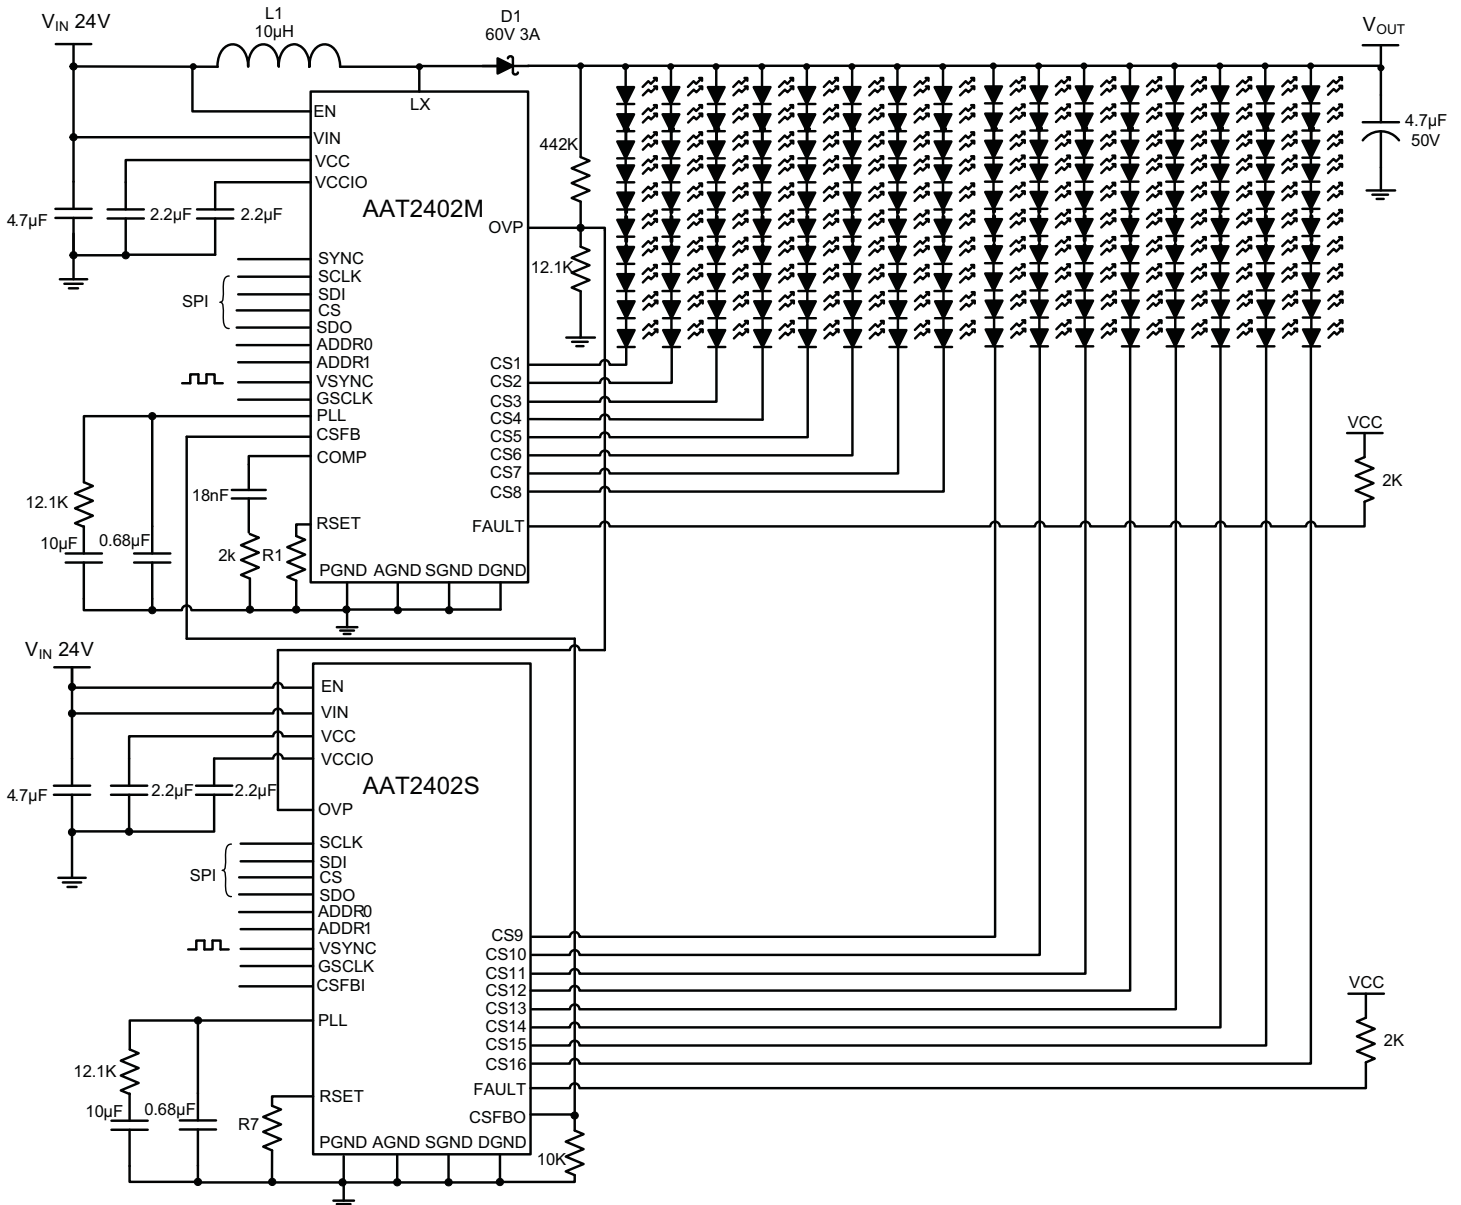 V_IN 24V
L1
10µH
D1
60V 3A
V_OUT
LX
EN
VIN
VCC
VCCIO
4.7µF
2.2µF
2.2µF
AAT2402M
442K
OVP
12.1K
4.7µF
50V
SYNC
SCLK
SPI
SDI
CS
SDO
ADDR0
ADDR1
VSYNC
GSCLK
PLL
CSFB
COMP
CS1
CS2
CS3
CS4
CS5
CS6
CS7
CS8
VCC
2K
12.1K
10µF
0.68µF
18nF
2k
R1
RSET
FAULT
PGND AGND SGND DGND
V_IN 24V
EN
VIN
VCC
VCCIO
4.7µF
2.2µF
2.2µF
AAT2402S
OVP
SCLK
SPI
SDI
CS
SDO
ADDR0
ADDR1
VSYNC
GSCLK
CSFBI
PLL
CS9
CS10
CS11
CS12
CS13
CS14
CS15
CS16
VCC
2K
12.1K
10µF
0.68µF
R7
RSET
FAULT
CSFBO
PGND AGND SGND DGND
10K